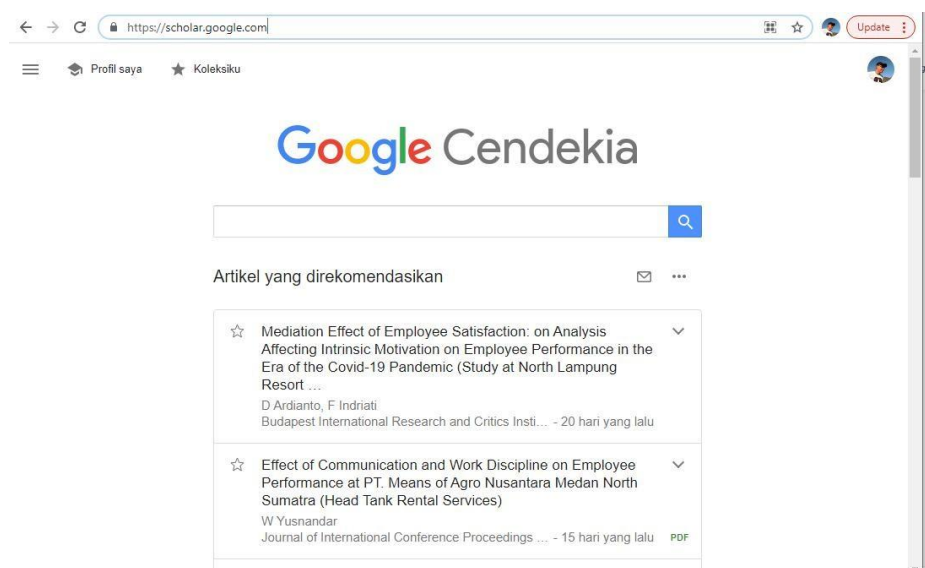 https://scholar.google.com
Update
Profil saya
Koleksiku
Google Cendekia
Artikel yang direkomendasikan
Mediation Effect of Employee Satisfaction: on Analysis
Affecting Intrinsic Motivation on Employee Performance in the
Era of the Covid-19 Pandemic (Study at North Lampung
Resort …
D Ardianto, F Indriati
Budapest International Research and Critics Insti... - 20 hari yang lalu
Effect of Communication and Work Discipline on Employee
Performance at PT. Means of Agro Nusantara Medan North
Sumatra (Head Tank Rental Services)
W Yusnandar
Journal of International Conference Proceedings ... - 15 hari yang lalu
PDF